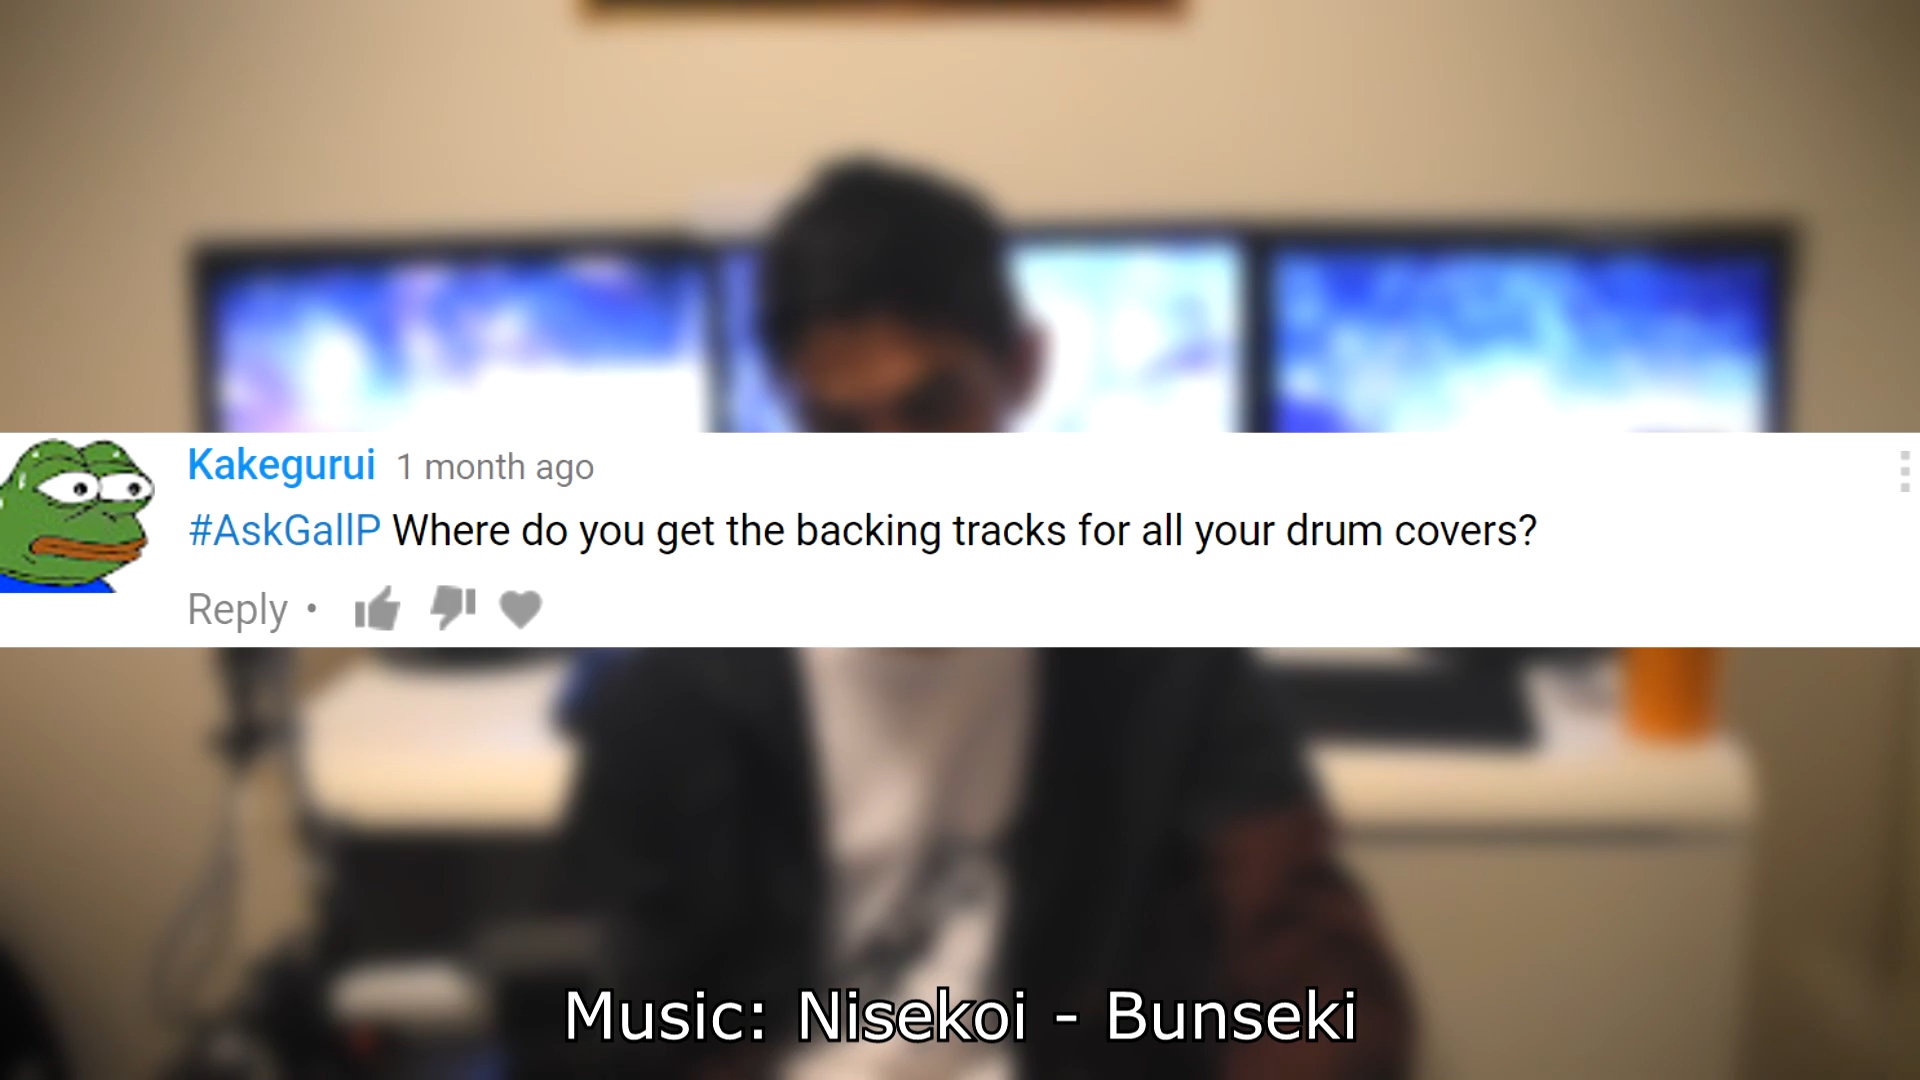 Kakegurui 1 month ago
#AskGallP Where do you get the backing tracks for all your drum covers?
Reply •
Music: Nisekoi - Bunseki